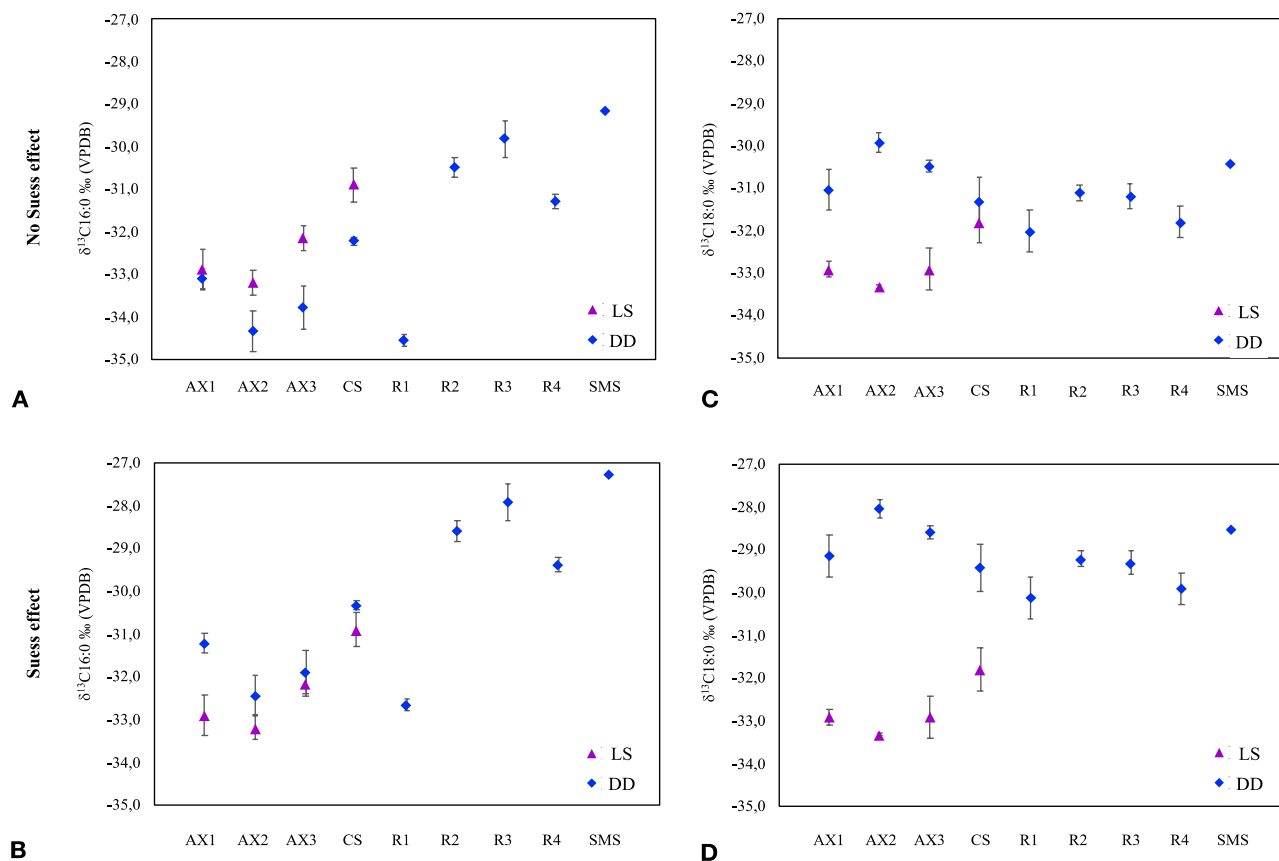 No Suess effect
δ¹³C16:0 ‰ (VPDB)
-27,0
-28,0
-29,0
-30,0
-31,0
-32,0
-33,0
-34,0
-35,0
LS
DD
AX1 AX2 AX3 CS R1 R2 R3 R4 SMS
A
δ¹³C18:0 ‰ (VPDB)
-27,0
-28,0
-29,0
-30,0
-31,0
-32,0
-33,0
-34,0
-35,0
LS
DD
AX1 AX2 AX3 CS R1 R2 R3 R4 SMS
C
Suess effect
δ¹³C16:0 ‰ (VPDB)
-27,0
-28,0
-29,0
-30,0
-31,0
-32,0
-33,0
-34,0
-35,0
LS
DD
AX1 AX2 AX3 CS R1 R2 R3 R4 SMS
B
δ¹³C18:0 ‰ (VPDB)
-27,0
-28,0
-29,0
-30,0
-31,0
-32,0
-33,0
-34,0
-35,0
LS
DD
AX1 AX2 AX3 CS R1 R2 R3 R4 SMS
D